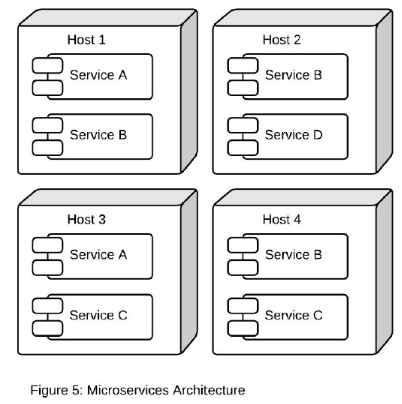 Host 1
Service A
Service B
Host 2
Service B
Service D
Host 3
Service A
Service C
Host 4
Service B
Service C
Figure 5: Microservices Architecture